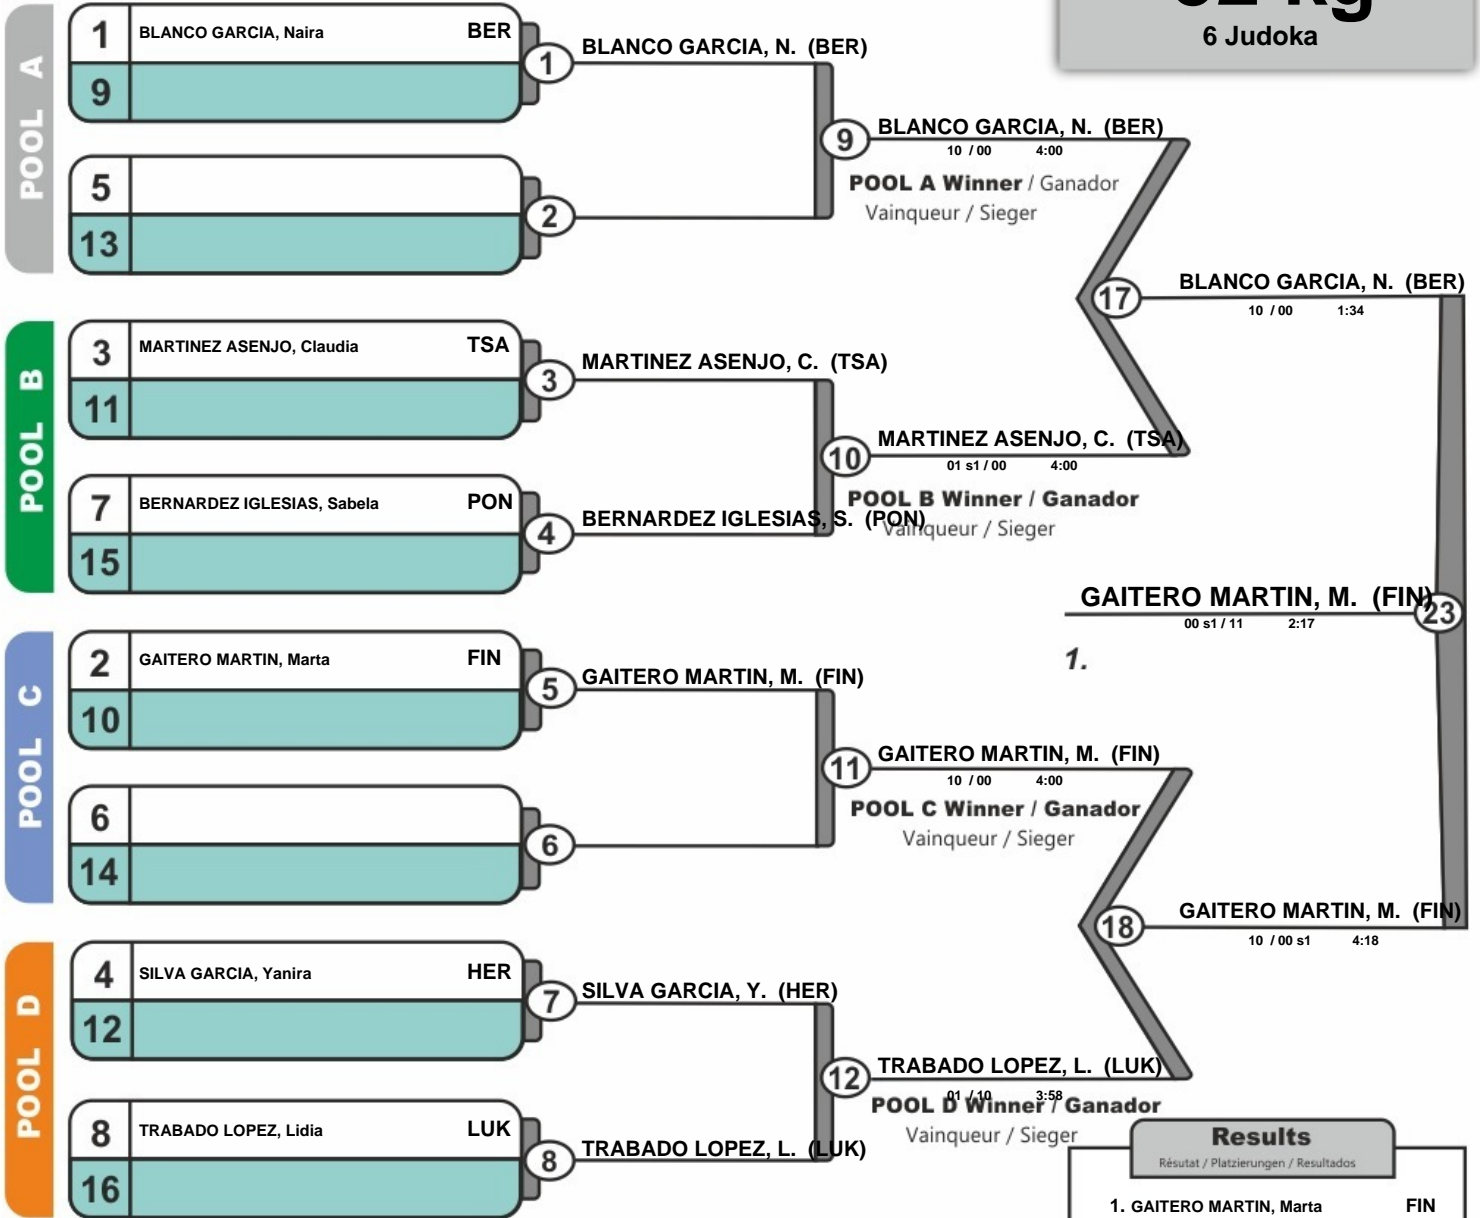 kg
6 Judoka
POOL A
1 BLANCO GARCIA, Naira BER
9
5
13
1 BLANCO GARCIA, N. (BER)
2
9 BLANCO GARCIA, N. (BER)
10 / 00 4:00
POOL A Winner / Ganador
Vainqueur / Sieger
POOL B
3 MARTINEZ ASENJO, Claudia TSA
11
7 BERNARDEZ IGLESIAS, Sabela PON
15
3 MARTINEZ ASENJO, C. (TSA)
4 BERNARDEZ IGLESIAS, S. (PON)
10 MARTINEZ ASENJO, C. (TSA)
01 s1 / 00 4:00
POOL B Winner / Ganador
Vainqueur / Sieger
17 BLANCO GARCIA, N. (BER)
10 / 00 1:34
GAITERO MARTIN, M. (FIN) 23
00 s1 / 11 2:17
1.
POOL C
2 GAITERO MARTIN, Marta FIN
10
6
14
5 GAITERO MARTIN, M. (FIN)
6
11 GAITERO MARTIN, M. (FIN)
10 / 00 4:00
POOL C Winner / Ganador
Vainqueur / Sieger
18 GAITERO MARTIN, M. (FIN)
10 / 00 s1 4:18
POOL D
4 SILVA GARCIA, Yanira HER
12
8 TRABADO LOPEZ, Lidia LUK
16
7 SILVA GARCIA, Y. (HER)
8 TRABADO LOPEZ, L. (LUK)
12 TRABADO LOPEZ, L. (LUK)
01 / 10 3:58
POOL D Winner / Ganador
Vainqueur / Sieger
Results
Résutat / Platzierungen / Resultados
1. GAITERO MARTIN, Marta FIN